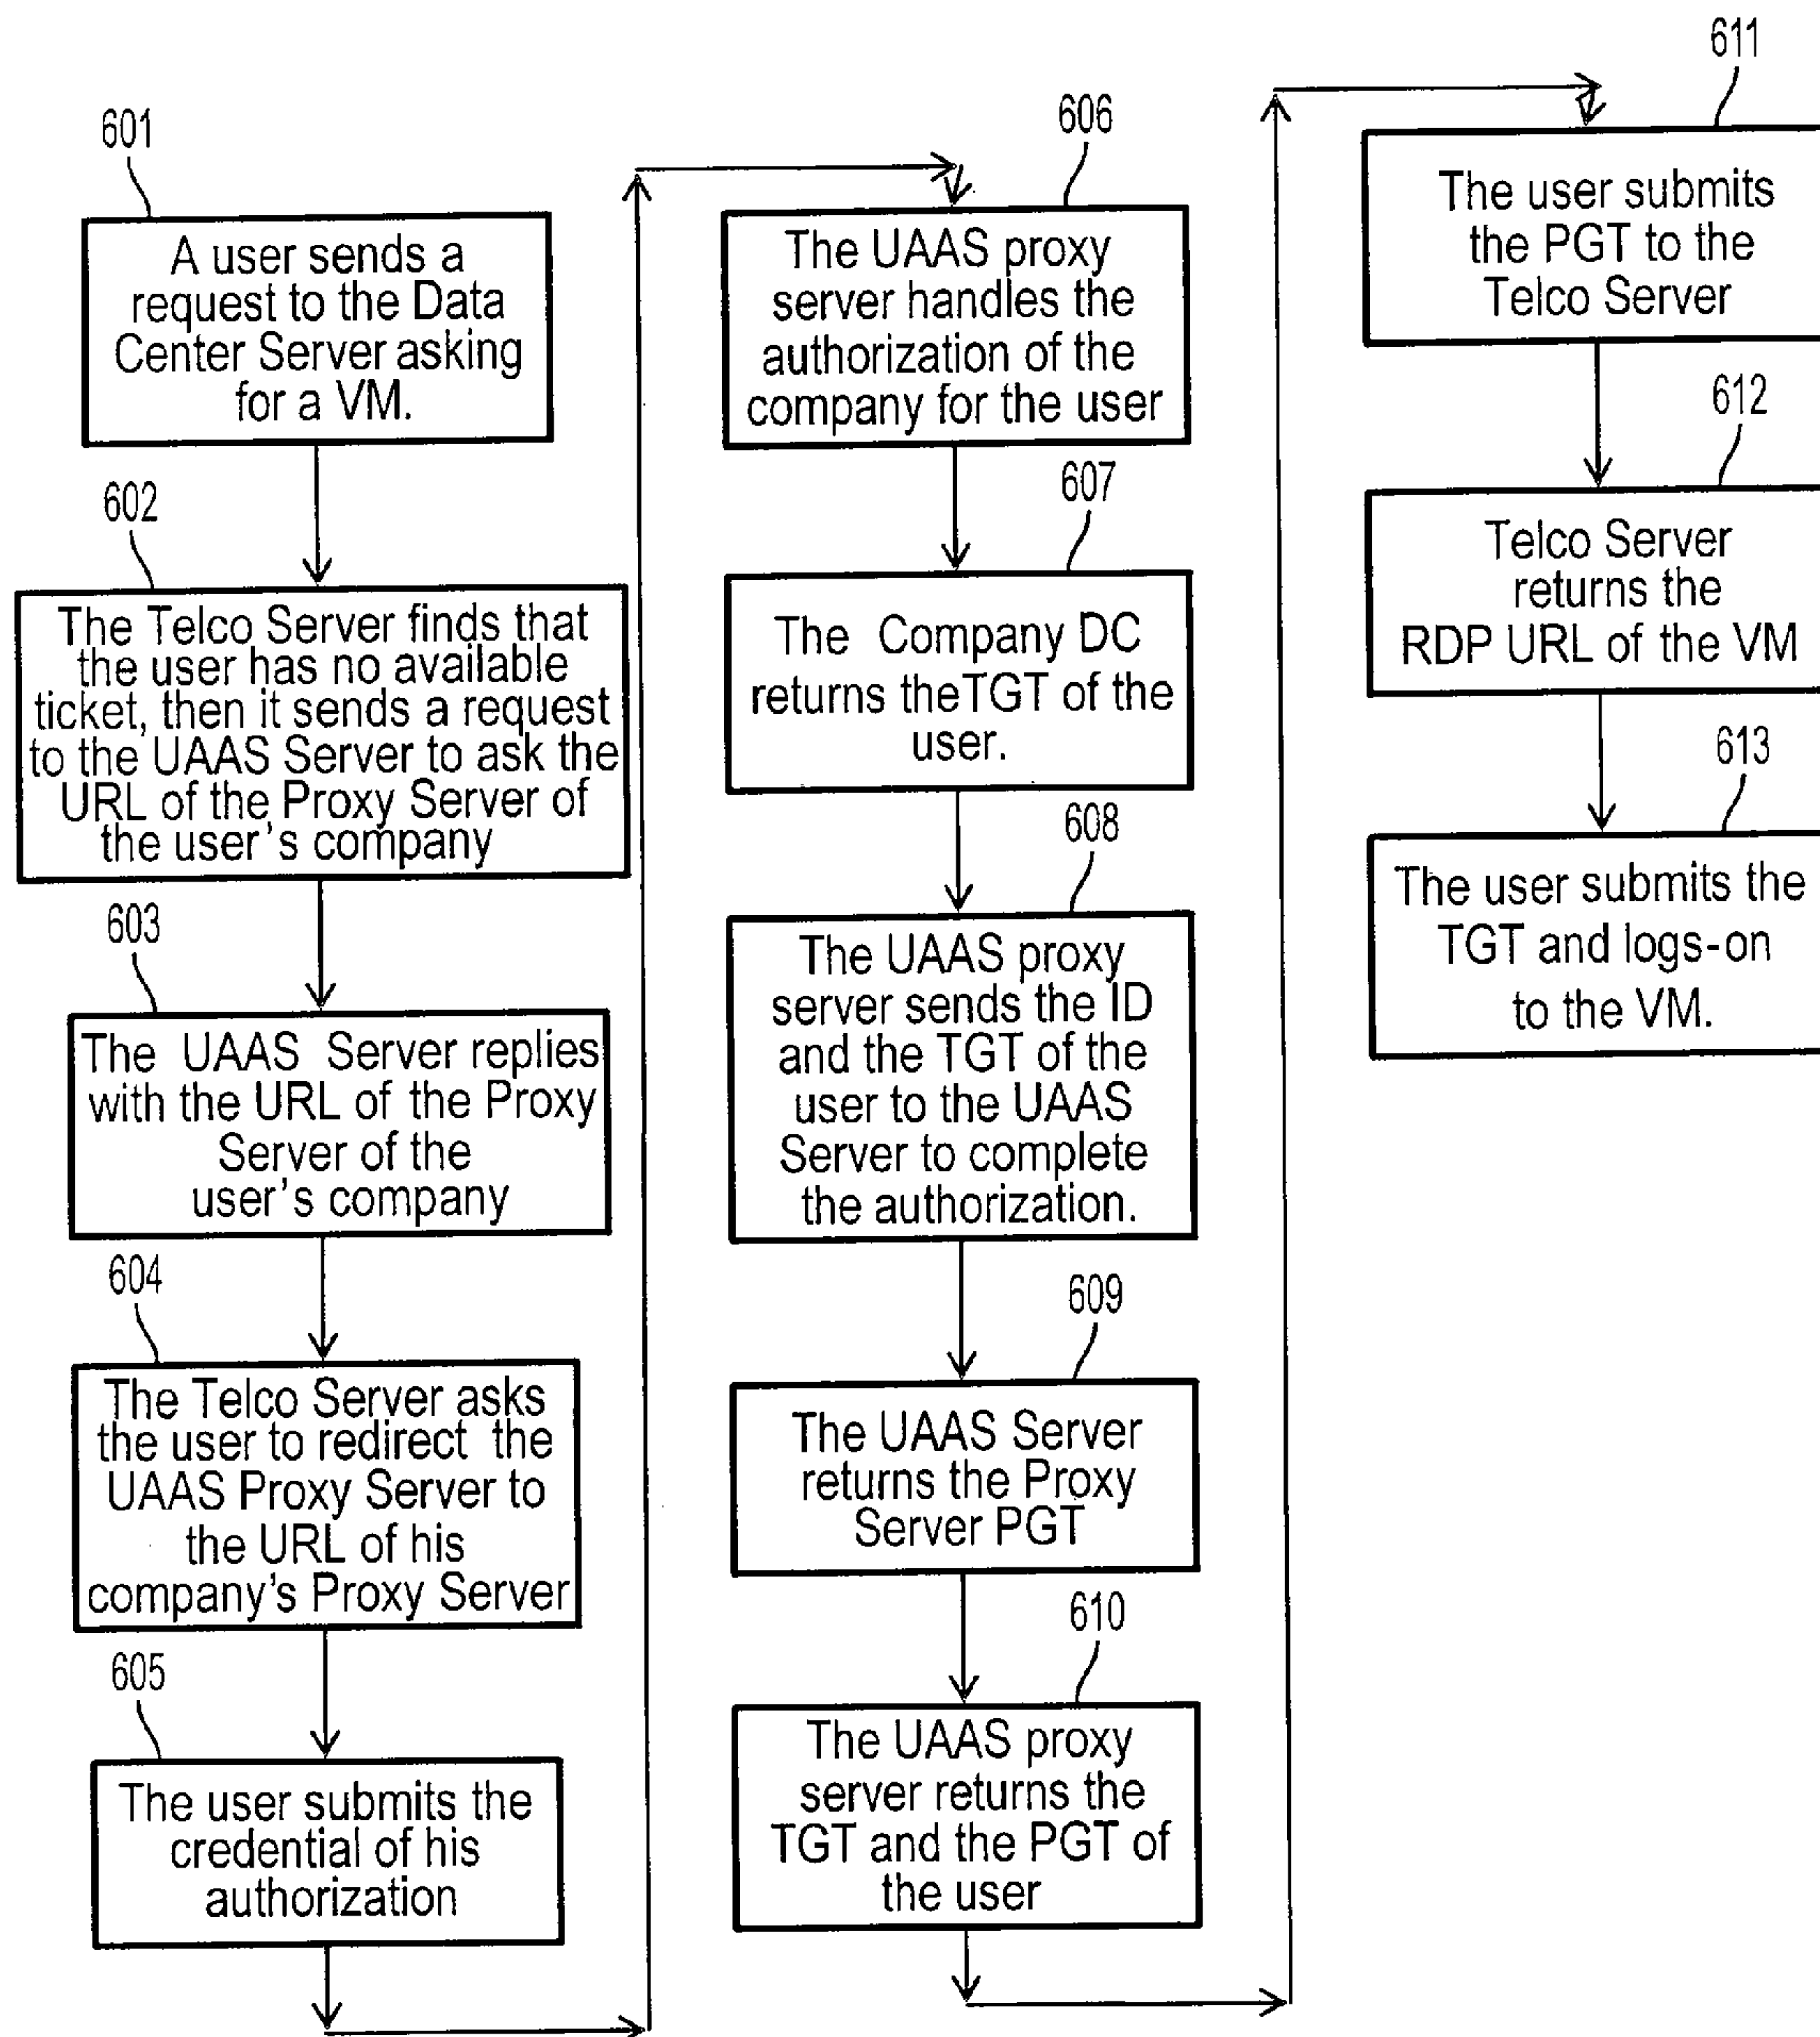 601
A user sends a
request to the Data
Center Server asking
for a VM.
602
The Telco Server finds that
the user has no available
ticket, then it sends a request
to the UAAS Server to ask the
URL of the Proxy Server of
the user's company
603
The UAAS Server replies
with the URL of the Proxy
Server of the
user's company
604
The Telco Server asks
the user to redirect the
UAAS Proxy Server to
the URL of his
company's Proxy Server
605
The user submits the
credential of his
authorization
606
The UAAS proxy
server handles the
authorization of the
company for the user
607
The Company DC
returns theTGT of the
user.
608
The UAAS proxy
server sends the ID
and the TGT of the
user to the UAAS
Server to complete
the authorization.
609
The UAAS Server
returns the Proxy
Server PGT
610
The UAAS proxy
server returns the
TGT and the PGT of
the user
611
The user submits
the PGT to the
Telco Server
612
Telco Server
returns the
RDP URL of the VM
613
The user submits the
TGT and logs-on
to the VM.